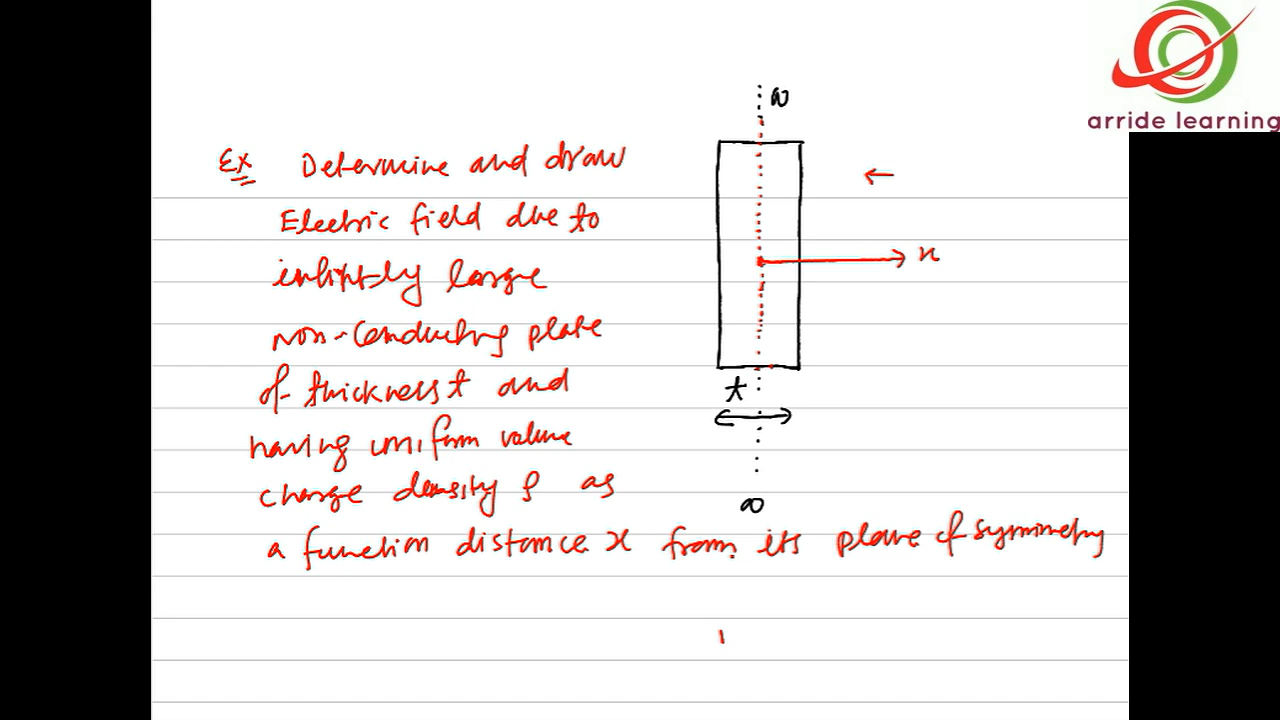 arride learning
∞
Ex Determine and draw
Electric field due to
infinitely large
x
non-conducting plate
of thickness t and
t
having uniform volume
charge density ρ as
∞
a function distance x from its plane of symmetry